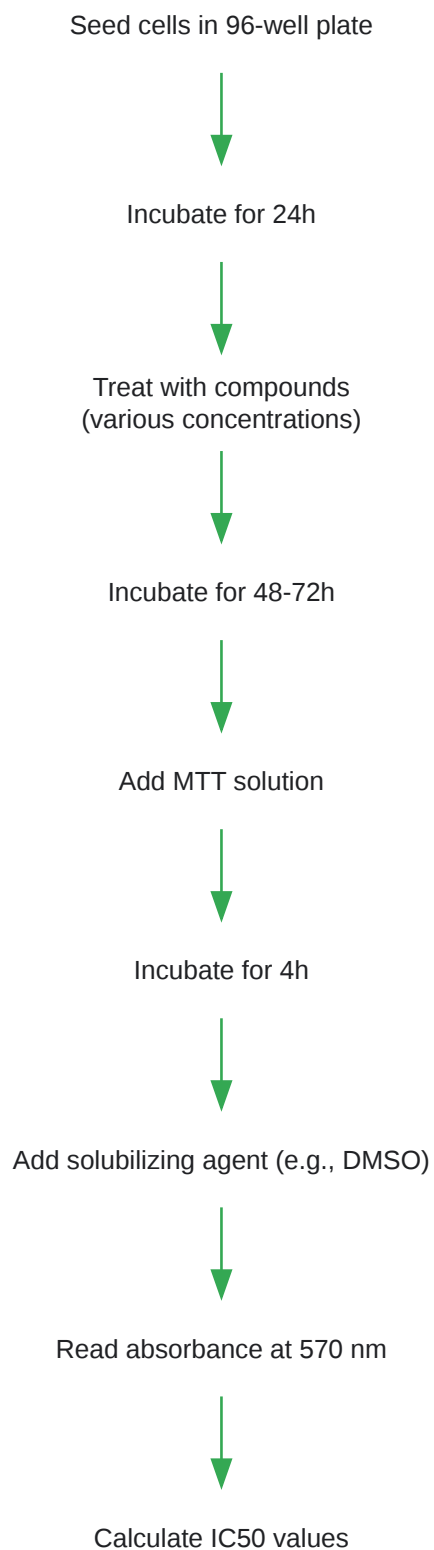 Seed cells in 96-well plate
Incubate for 24h
Treat with compounds
(various concentrations)
Incubate for 48-72h
Add MTT solution
Incubate for 4h
Add solubilizing agent (e.g., DMSO)
Read absorbance at 570 nm
Calculate IC50 values